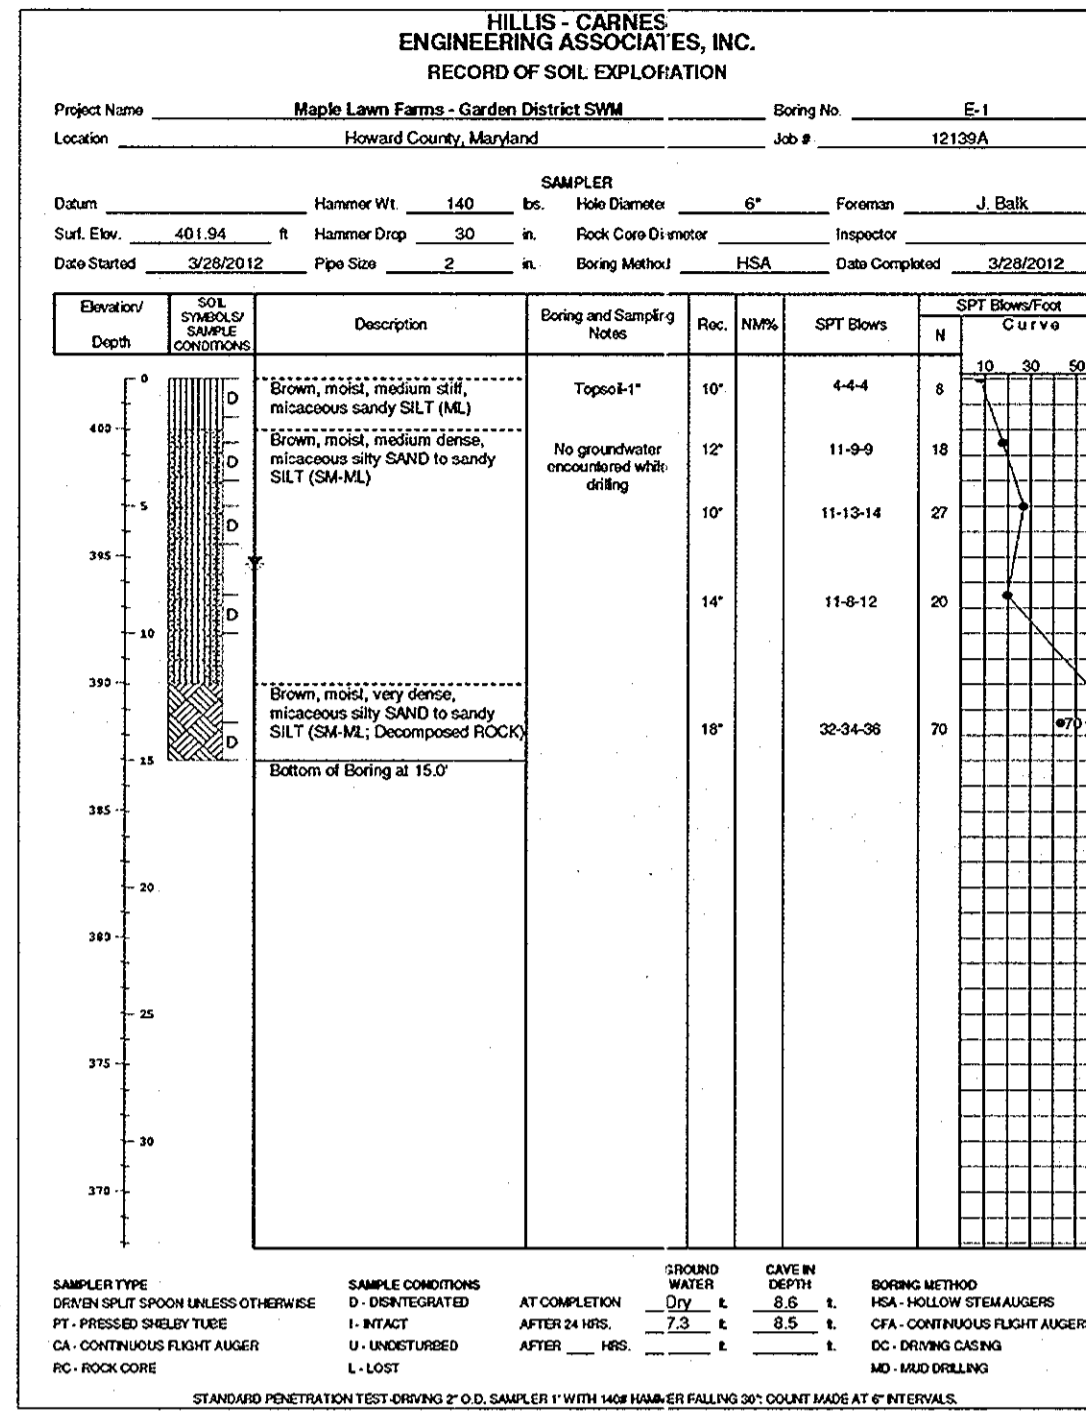 HILLIS - CARNES
ENGINEERING ASSOCIATES, INC.
RECORD OF SOIL EXPLORATION
Project Name Maple Lawn Farms - Garden District SWM Boring No. E-1
Location Howard County, Maryland Job # 12139A
SAMPLER
Datum Hammer Wt. 140 lbs. Hole Diameter 6" Foreman J. Balk
Surf. Elev. 401.94 ft Hammer Drop 30 in. Rock Core Diameter Inspector
Date Started 3/28/2012 Pipe Size 2 in. Boring Method HSA Date Completed 3/28/2012
Elevation/ Depth SOIL SYMBOLS/ SAMPLE CONDITIONS Description Boring and Sampling Notes Rec. NM% SPT Blows SPT Blows/Foot
N Curve
10 30 50
0 D Brown, moist, medium stiff, Topsoil-1" 10" 4-4-4 8
micaceous sandy SILT (ML)
400 Brown, moist, medium dense,
D micaceous silty SAND to sandy No groundwater 12" 11-9-9 18
SILT (SM-ML) encountered while
drilling
5 D 10" 11-13-14 27
395
D 14" 11-8-12 20
10
390 Brown, moist, very dense,
micaceous silty SAND to sandy
D SILT (SM-ML; Decomposed ROCK) 18" 32-34-36 70 70
15 Bottom of Boring at 15.0'
385
20
380
25
375
30
370
GROUND WATER CAVE IN DEPTH
SAMPLER TYPE SAMPLE CONDITIONS BORING METHOD
DRIVEN SPLIT SPOON UNLESS OTHERWISE D - DISINTEGRATED AT COMPLETION Dry ft. 8.6 ft. HSA - HOLLOW STEM AUGERS
PT - PRESSED SHELBY TUBE I - INTACT AFTER 24 HRS. 7.3 ft. 8.5 ft. CFA - CONTINUOUS FLIGHT AUGERS
CA - CONTINUOUS FLIGHT AUGER U - UNDISTURBED AFTER ___ HRS. ft. ft. DC - DRIVING CASING
RC - ROCK CORE L - LOST MD - MUD DRILLING
STANDARD PENETRATION TEST-DRIVING 2" O.D. SAMPLER 1' WITH 140# HAMMER FALLING 30"; COUNT MADE AT 6" INTERVALS.